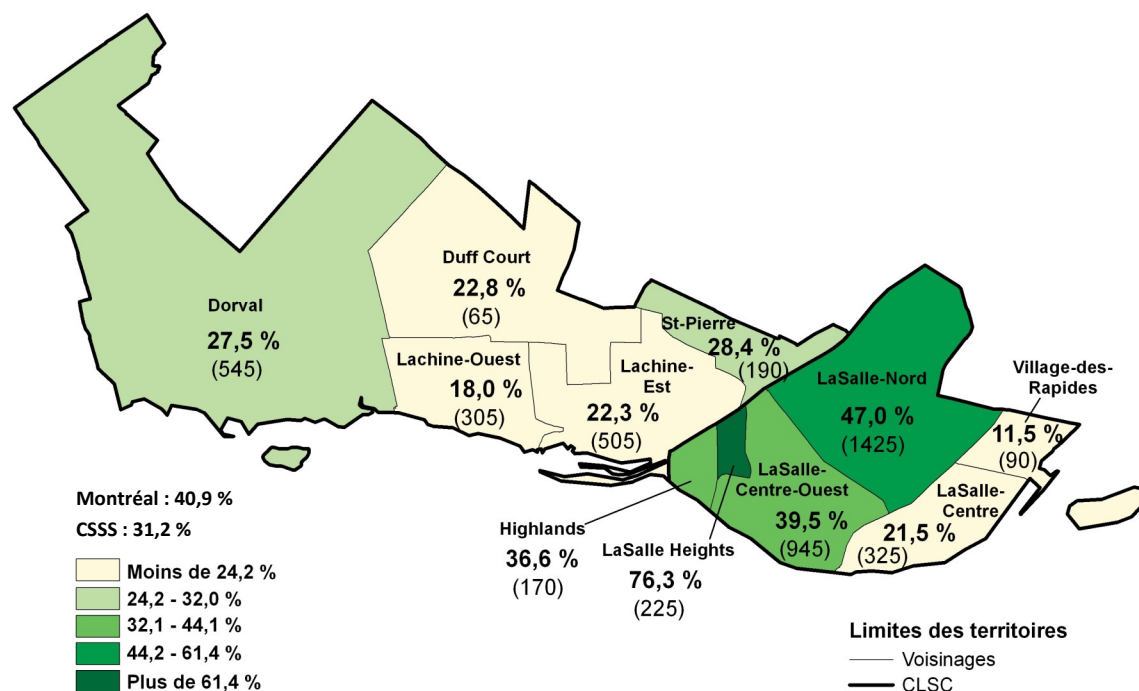 Duff Court
22,8 %
(65)
Dorval
27,5 %
(545)
St-Pierre
28,4 %
(190)
Lachine-Ouest
18,0 %
(305)
Lachine-
Est
22,3 %
(505)
LaSalle-Nord
47,0 %
(1425)
Village-des-
Rapides
11,5 %
(90)
LaSalle-
Centre-Ouest
39,5 %
(945)
LaSalle-
Centre
21,5 %
(325)
Highlands
36,6 %
(170)
LaSalle Heights
76,3 %
(225)
Montréal : 40,9 %
CSSS : 31,2 %
Moins de 24,2 %
24,2 - 32,0 %
32,1 - 44,1 %
44,2 - 61,4 %
Plus de 61,4 %
Limites des territoires
Voisinages
CLSC